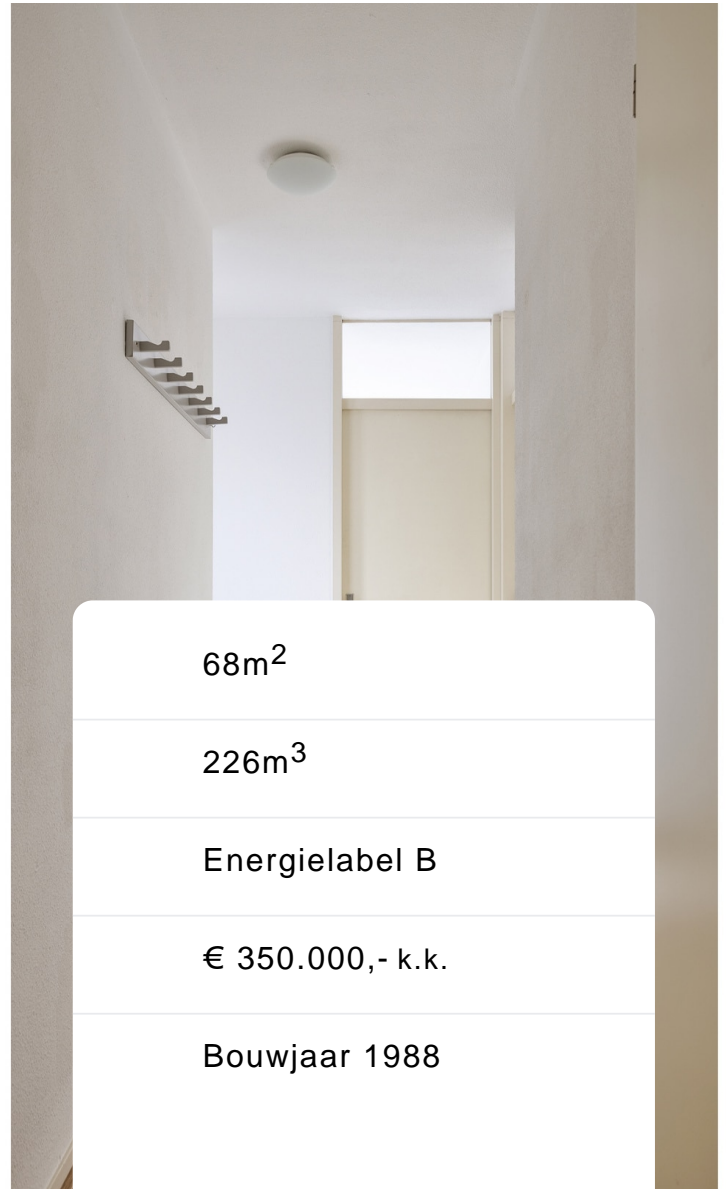 68m²
226m³
Energielabel B
€ 350.000,- k.k.
Bouwjaar 1988